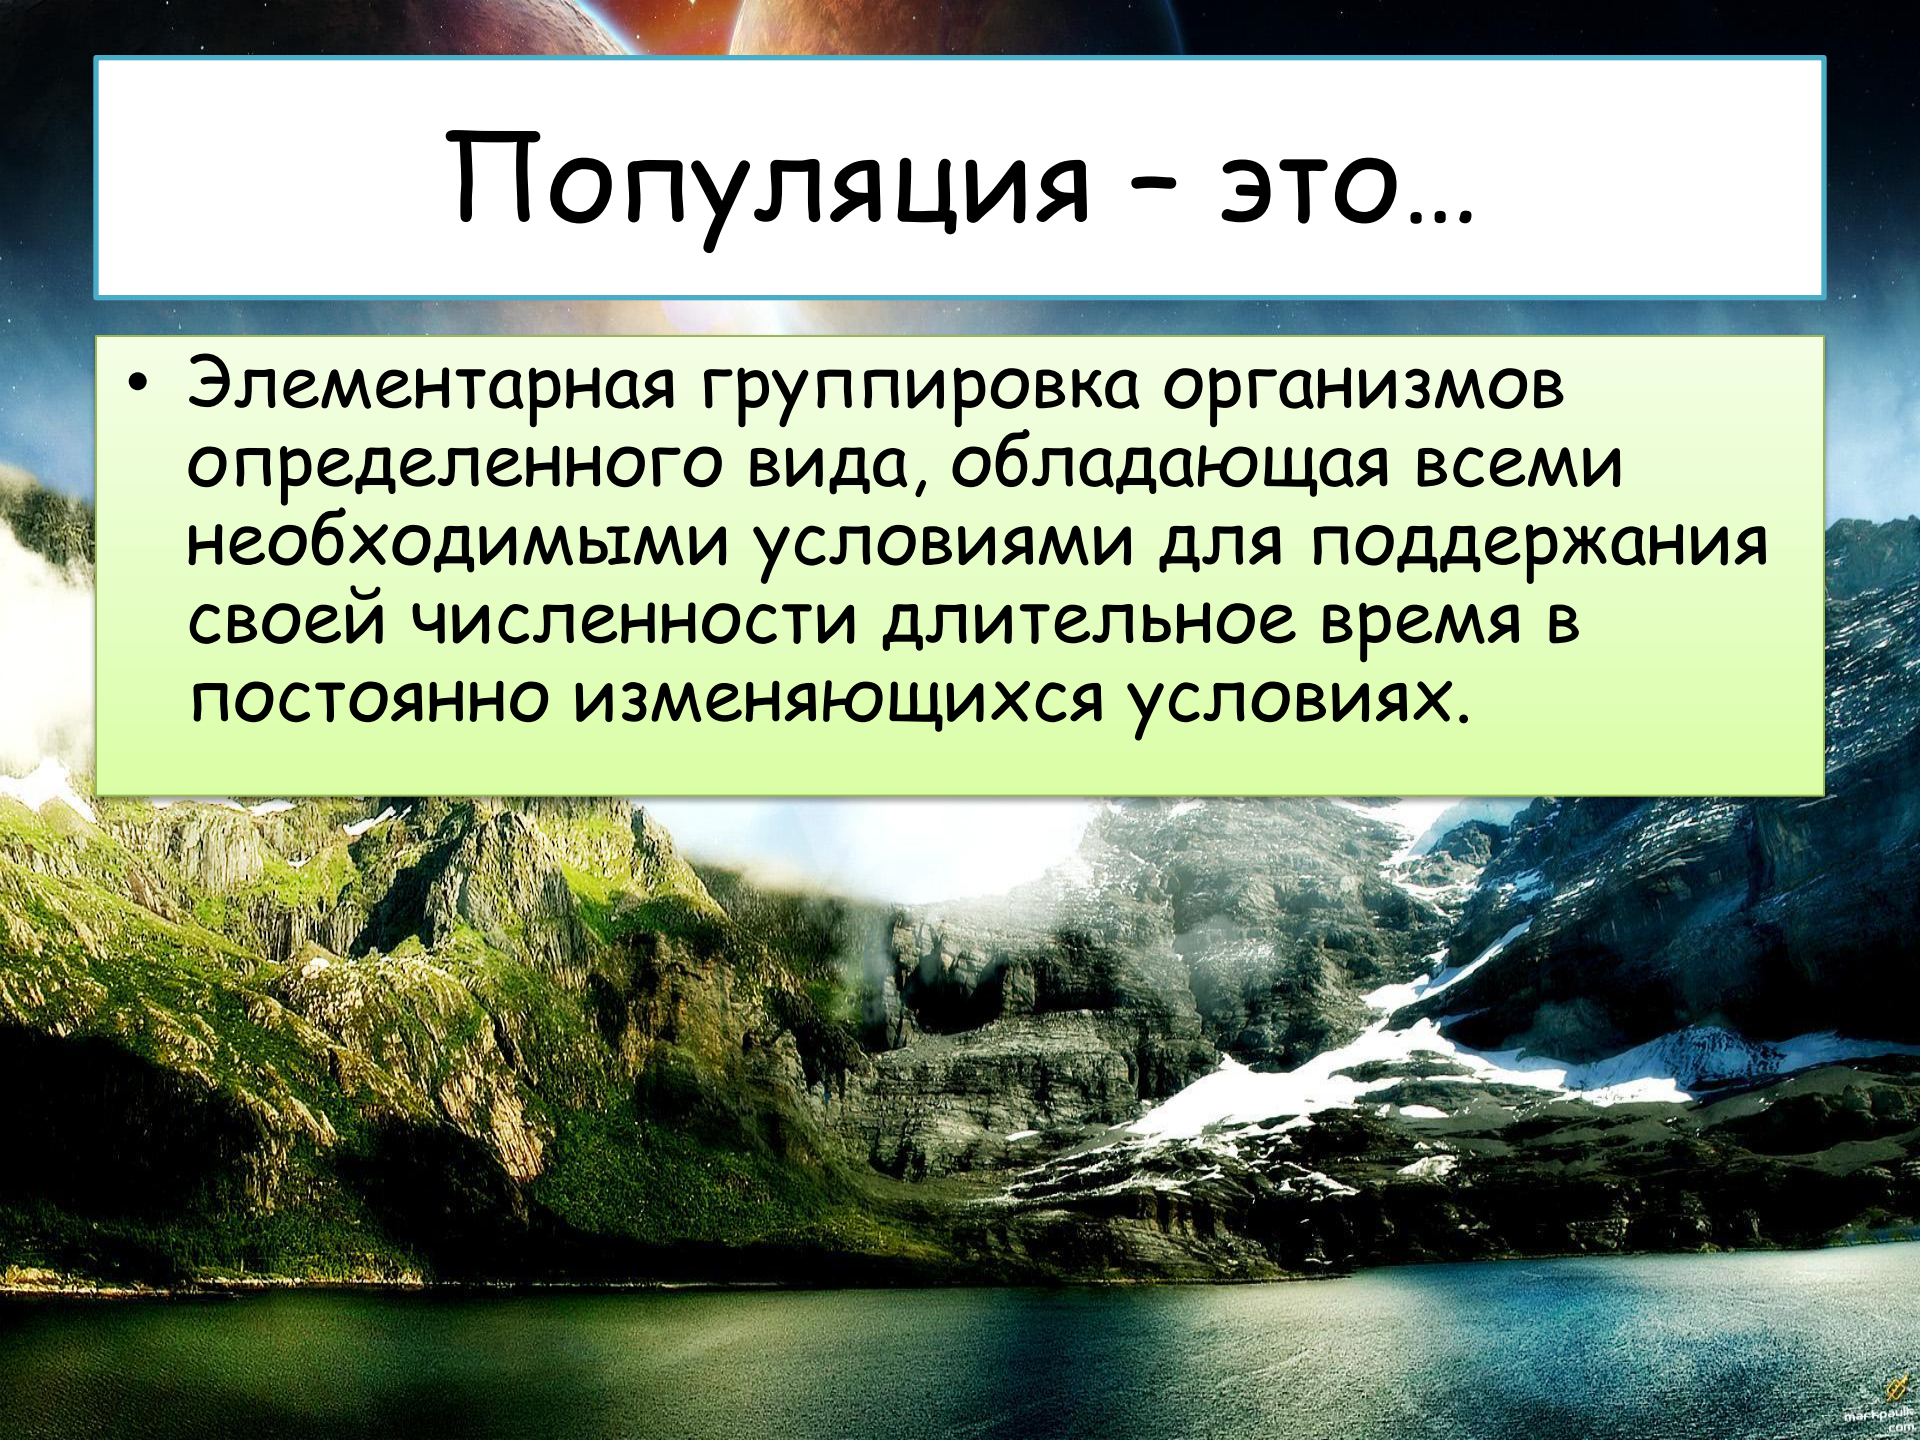 Популяция – это…
• Элементарная группировка организмов
определенного вида, обладающая всеми
необходимыми условиями для поддержания
своей численности длительное время в
постоянно изменяющихся условиях.